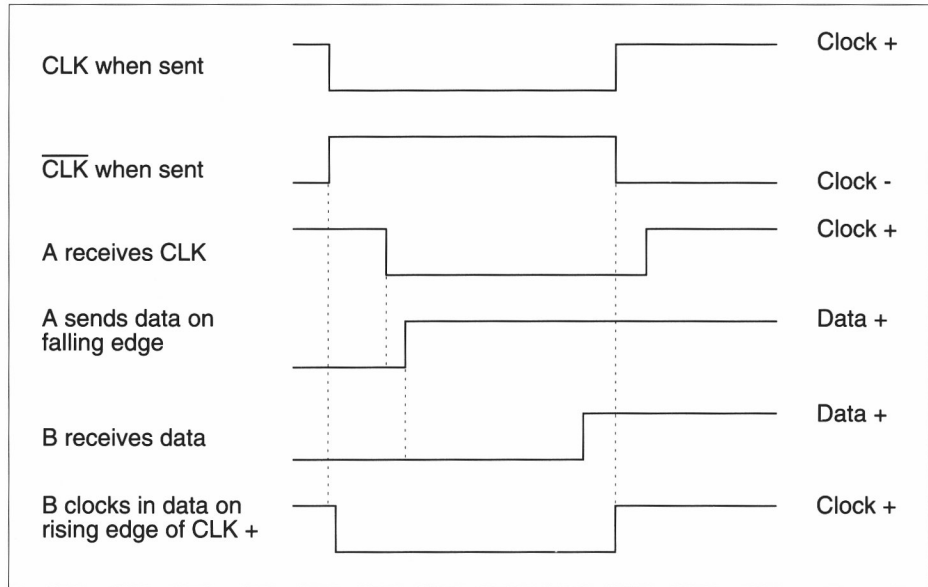 CLK when sent
Clock +
C̅L̅K̅ when sent
Clock -
A receives CLK
Clock +
A sends data on
falling edge
Data +
B receives data
Data +
B clocks in data on
rising edge of CLK +
Clock +